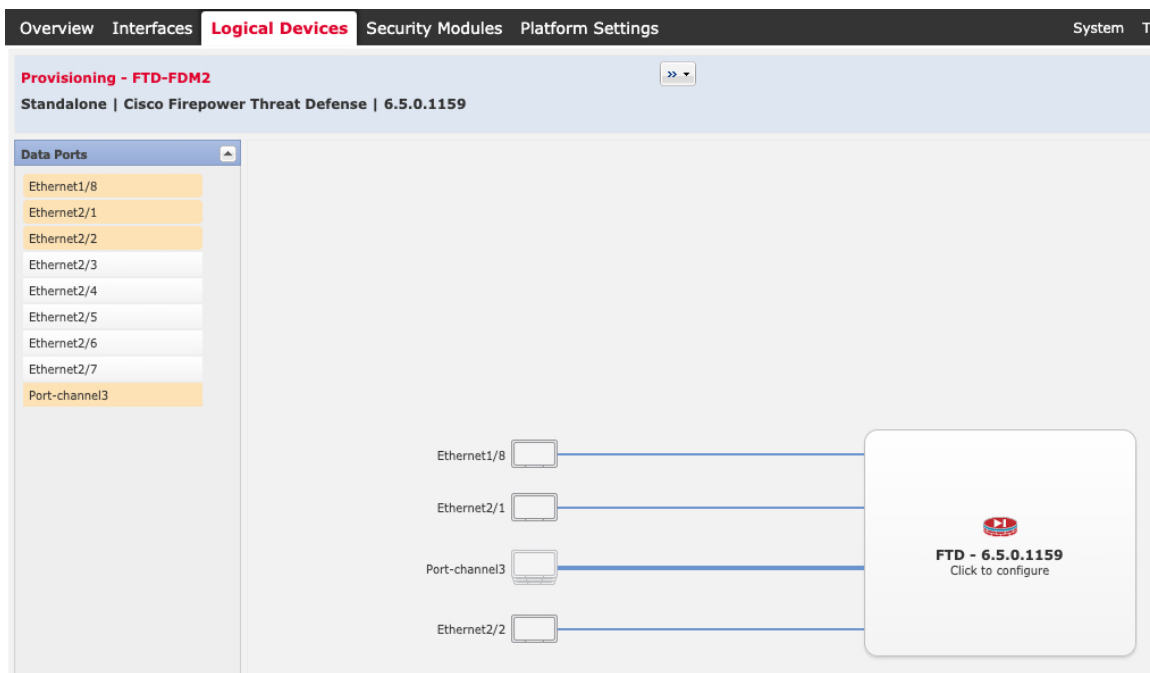 Overview Interfaces Logical Devices Security Modules Platform Settings System
Provisioning - FTD-FDM2
Standalone | Cisco Firepower Threat Defense | 6.5.0.1159
Data Ports
Ethernet1/8
Ethernet2/1
Ethernet2/2
Ethernet2/3
Ethernet2/4
Ethernet2/5
Ethernet2/6
Ethernet2/7
Port-channel3
Ethernet1/8
Ethernet2/1
Port-channel3
Ethernet2/2
FTD - 6.5.0.1159
Click to configure